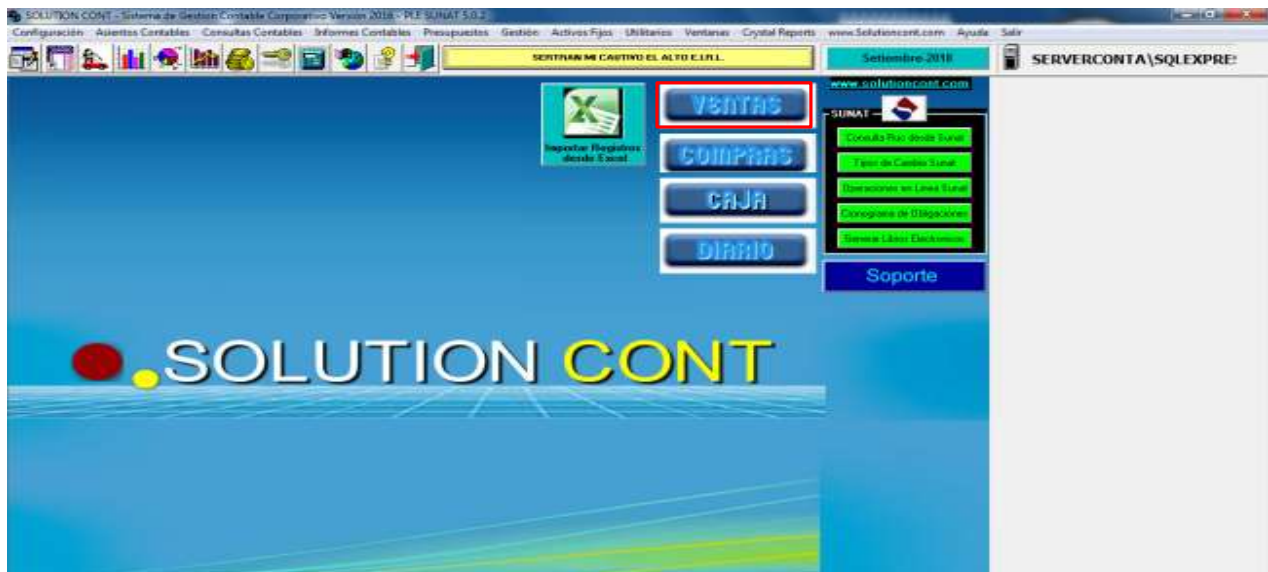 SOLUTION CONT - Sistema de Gestion Contable Corporativo Version 2018 - PLE SUNAT 5.0.2
Configuración Asientos Contables Consultas Contables Informes Contables Presupuestos Gestión Activos Fijos Utilitarios Ventanas Crystal Reports www.Solutioncont.com Ayuda Salir
SERTRAN MI CAUTIVO EL ALTO E.I.R.L. Setiembre-2018 SERVERCONTA\SQLEXPRE
www.solutioncont.com
Importar Registros
desde Excel
VENTAS
COMPRAS
CAJA
DIARIO
SUNAT
Consulta Ruc desde Sunat
Tipos de Cambio Sunat
Operaciones en Linea Sunat
Cronograma de Obligaciones
Generar Libros Electronicos
Soporte
SOLUTION CONT